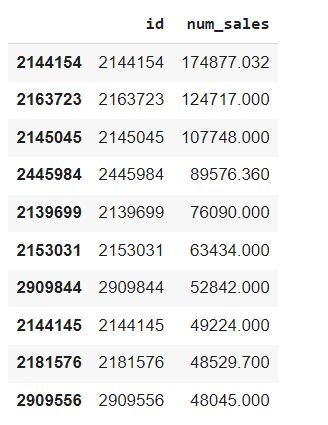 id num_sales
2144154 2144154 174877.032
2163723 2163723 124717.000
2145045 2145045 107748.000
2445984 2445984 89576.360
2139699 2139699 76090.000
2153031 2153031 63434.000
2909844 2909844 52842.000
2144145 2144145 49224.000
2181576 2181576 48529.700
2909556 2909556 48045.000